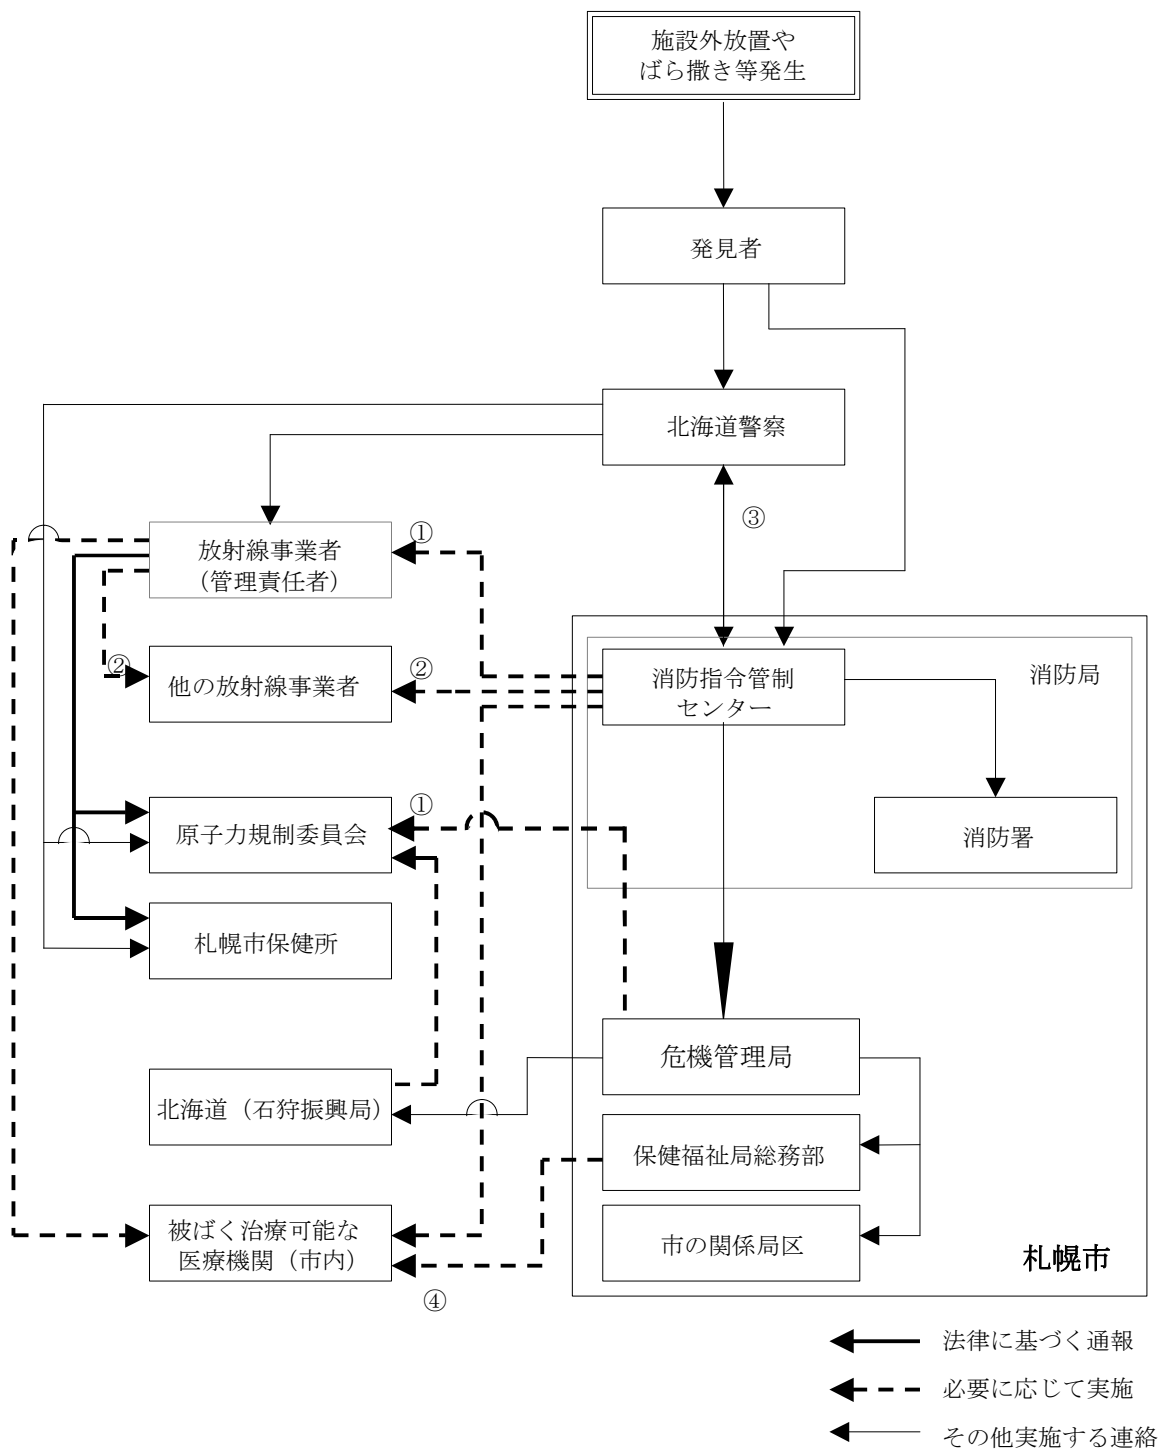 施設外放置や
ばら撒き等発生
発見者
北海道警察
③
放射線事業者
（管理責任者）
①
②
他の放射線事業者
②
消防指令管制
センター
消防局
消防署
①
原子力規制委員会
札幌市保健所
危機管理局
北海道（石狩振興局）
保健福祉局総務部
被ばく治療可能な
医療機関（市内）
④
市の関係局区
札幌市
法律に基づく通報
必要に応じて実施
その他実施する連絡